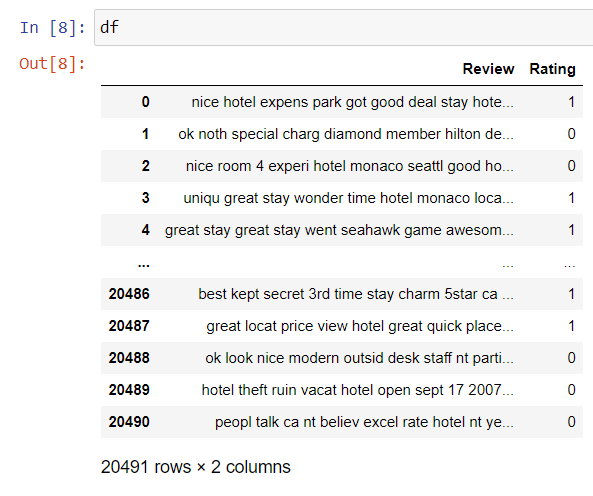 In [8]: df
Out[8]:
Review Rating
0 nice hotel expens park got good deal stay hote... 1
1 ok noth special charg diamond member hilton de... 0
2 nice room 4 experi hotel monaco seattl good ho... 0
3 uniqu great stay wonder time hotel monaco loca... 1
4 great stay great stay went seahawk game awesom... 1
... ... ...
20486 best kept secret 3rd time stay charm 5star ca ... 1
20487 great locat price view hotel great quick place... 1
20488 ok look nice modern outsid desk staff nt parti... 0
20489 hotel theft ruin vacat hotel open sept 17 2007... 0
20490 peopl talk ca nt believ excel rate hotel nt ye... 0
20491 rows × 2 columns